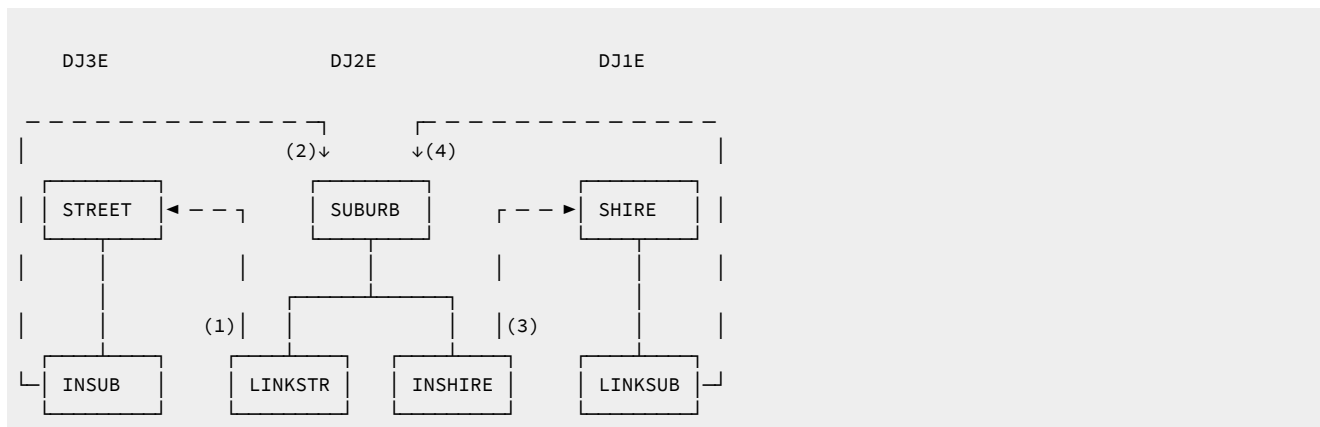 DJ3E DJ2E DJ1E
(2) (4)
STREET SUBURB SHIRE
(1) (3)
INSUB LINKSTR INSHIRE LINKSUB